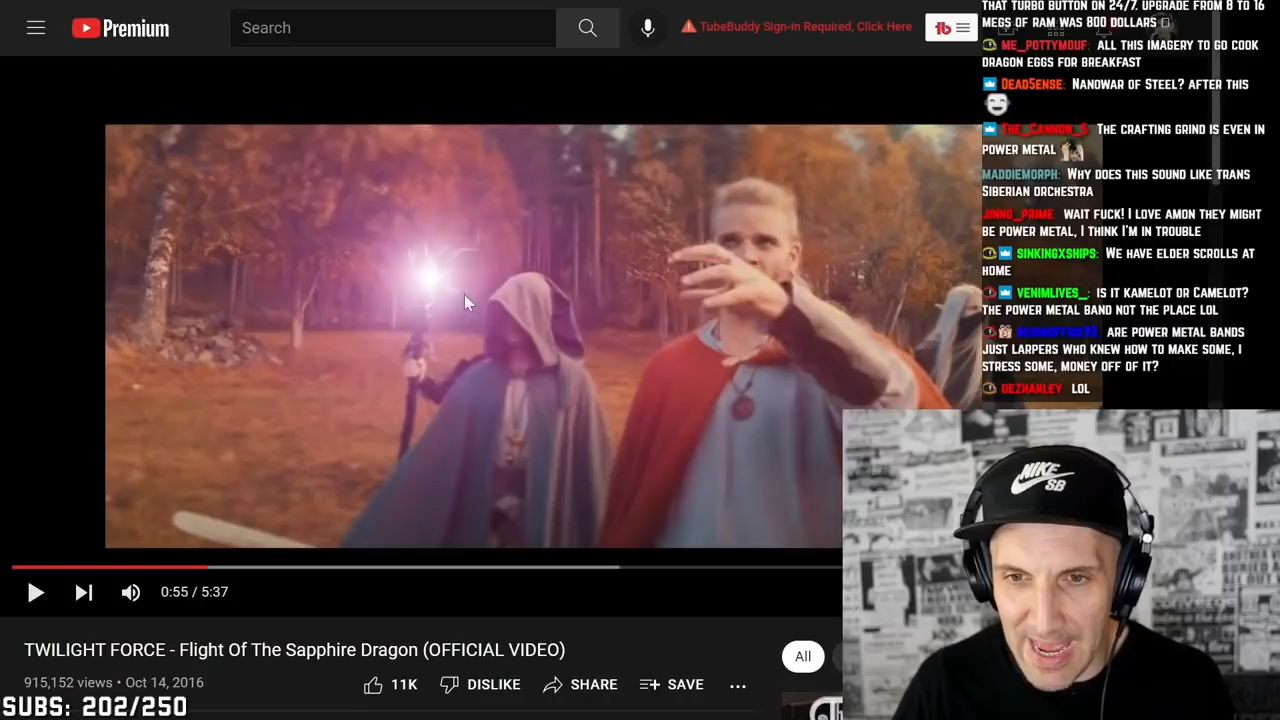 Premium
Search
TubeBuddy Sign-in Required, Click Here
tb
THAT TURBO BUTTON ON 24/7. UPGRADE FROM 8 TO 16
MEGS OF RAM WAS 800 DOLLARS
ME_POTTYMOUF: ALL THIS IMAGERY TO GO COOK
DRAGON EGGS FOR BREAKFAST
DEADSENSE: NANOWAR OF STEEL? AFTER THIS
THE_CANNON_S: THE CRAFTING GRIND IS EVEN IN
POWER METAL
MADDIEMORPH: WHY DOES THIS SOUND LIKE TRANS
SIBERIAN ORCHESTRA
JINNO_PRIME: WAIT FUCK! I LOVE AMON THEY MIGHT
BE POWER METAL, I THINK I'M IN TROUBLE
SINKINGXSHIPS: WE HAVE ELDER SCROLLS AT
HOME
VENIMLIVES_: IS IT KAMELOT OR CAMELOT?
THE POWER METAL BAND NOT THE PLACE LOL
ARE POWER METAL BANDS
JUST LARPERS WHO KNEW HOW TO MAKE SOME, I
STRESS SOME, MONEY OFF OF IT?
DEZHARLEY LOL
NIKE
SB
0:55 / 5:37
TWILIGHT FORCE - Flight Of The Sapphire Dragon (OFFICIAL VIDEO)
All
915,152 views • Oct 14, 2016
11K
DISLIKE
SHARE
SAVE
SUBS: 202/250